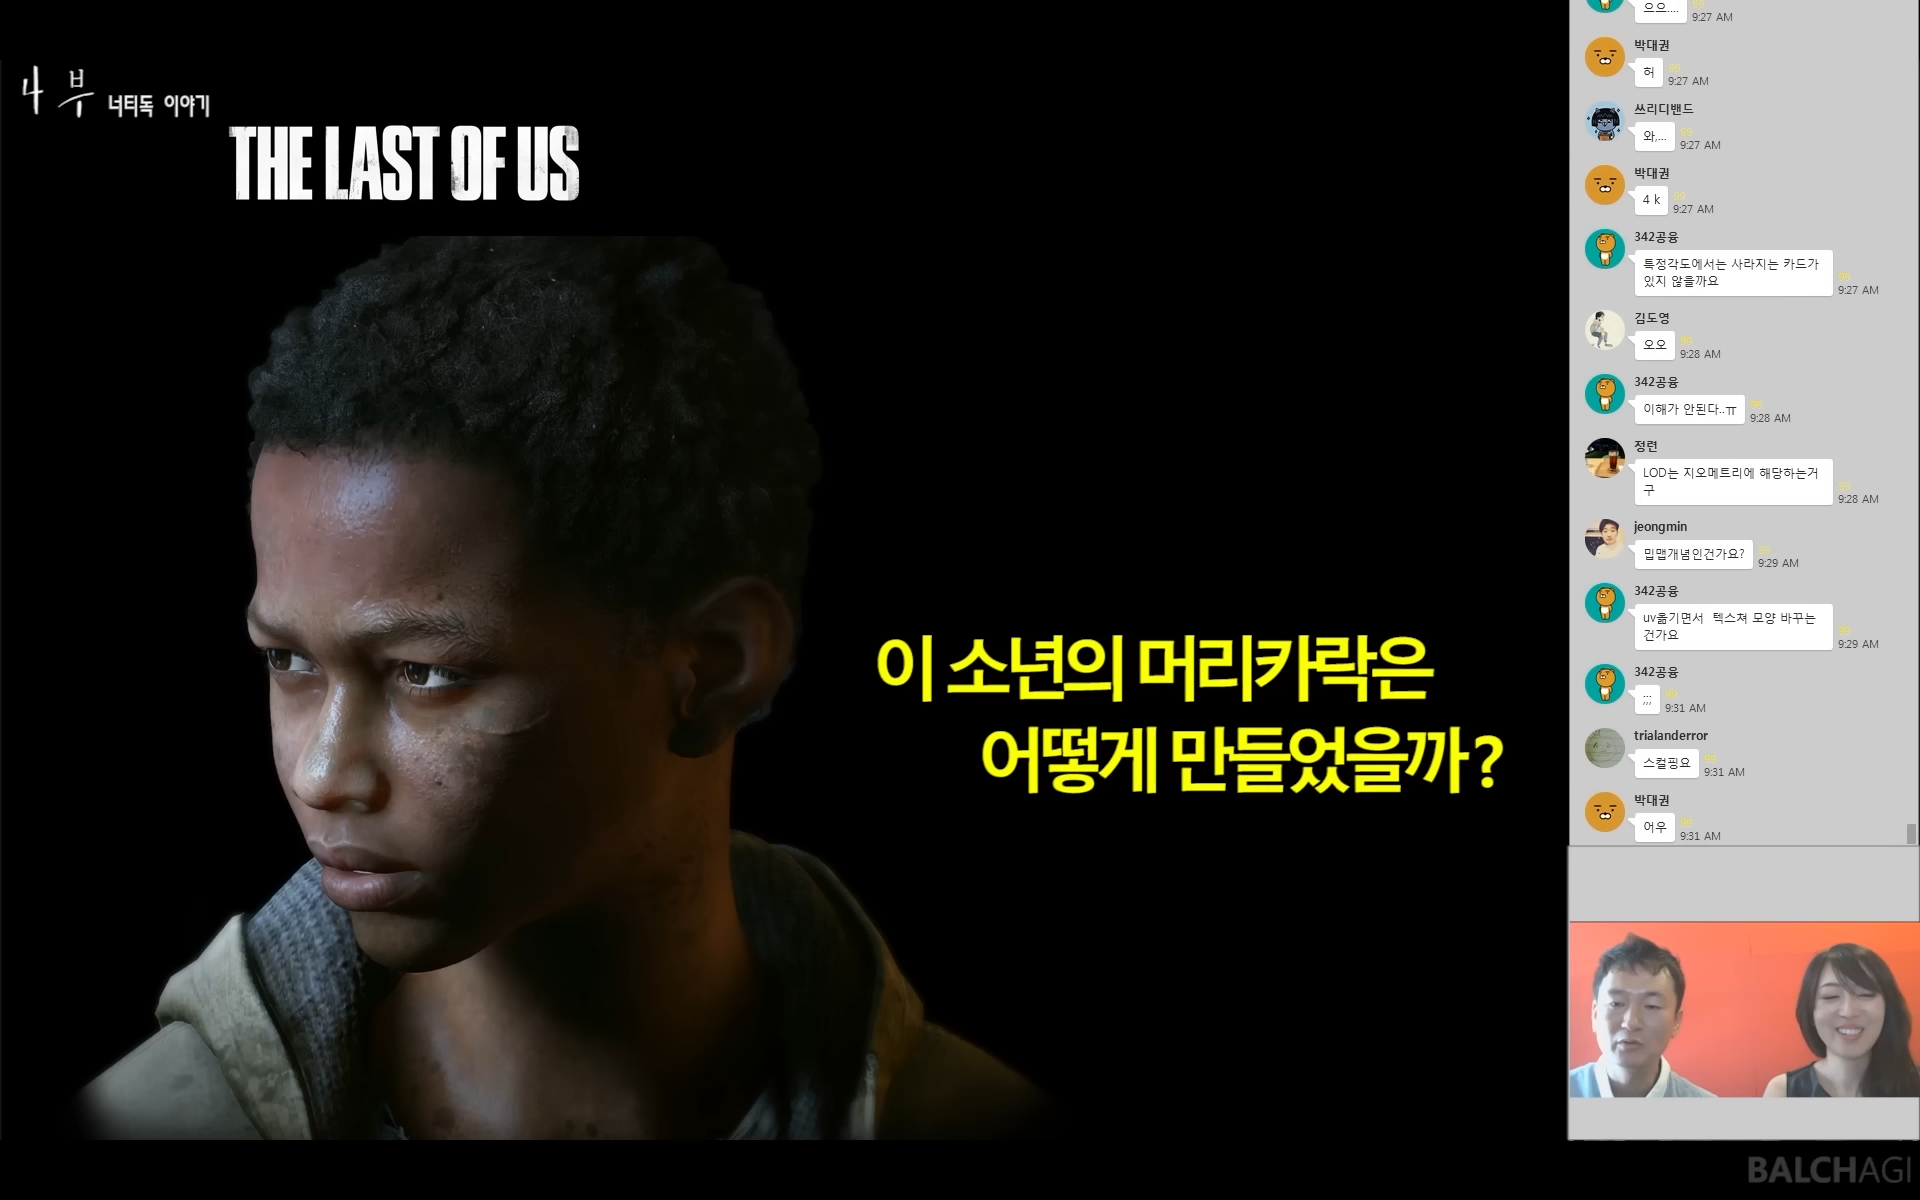 4 부 너티독 이야기
THE LAST OF US
이 소년의 머리카락은
어떻게 만들었을까?
으으....
9:27 AM
박대권
허
9:27 AM
쓰리디밴드
와,...
9:27 AM
박대권
4 k
9:27 AM
342공융
특정각도에서는 사라지는 카드가
있지 않을까요
9:27 AM
김도영
오오
9:28 AM
342공융
이해가 안된다..ㅠ
9:28 AM
정련
LOD는 지오메트리에 해당하는거
구
9:28 AM
jeongmin
밉맵개념인건가요?
9:29 AM
342공융
uv옮기면서 텍스쳐 모양 바꾸는
건가요
9:29 AM
342공융
;;;
9:31 AM
trialanderror
스컬핑요
9:31 AM
박대권
어우
9:31 AM
BALCHAGI